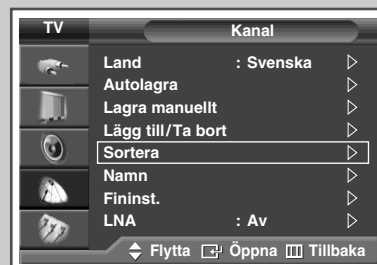 TV Kanal
Land : Svenska
Autolagra
Lagra manuellt
Lägg till/Ta bort
Sortera
Namn
Fininst.
LNA : Av
Flytta Öppna Tillbaka